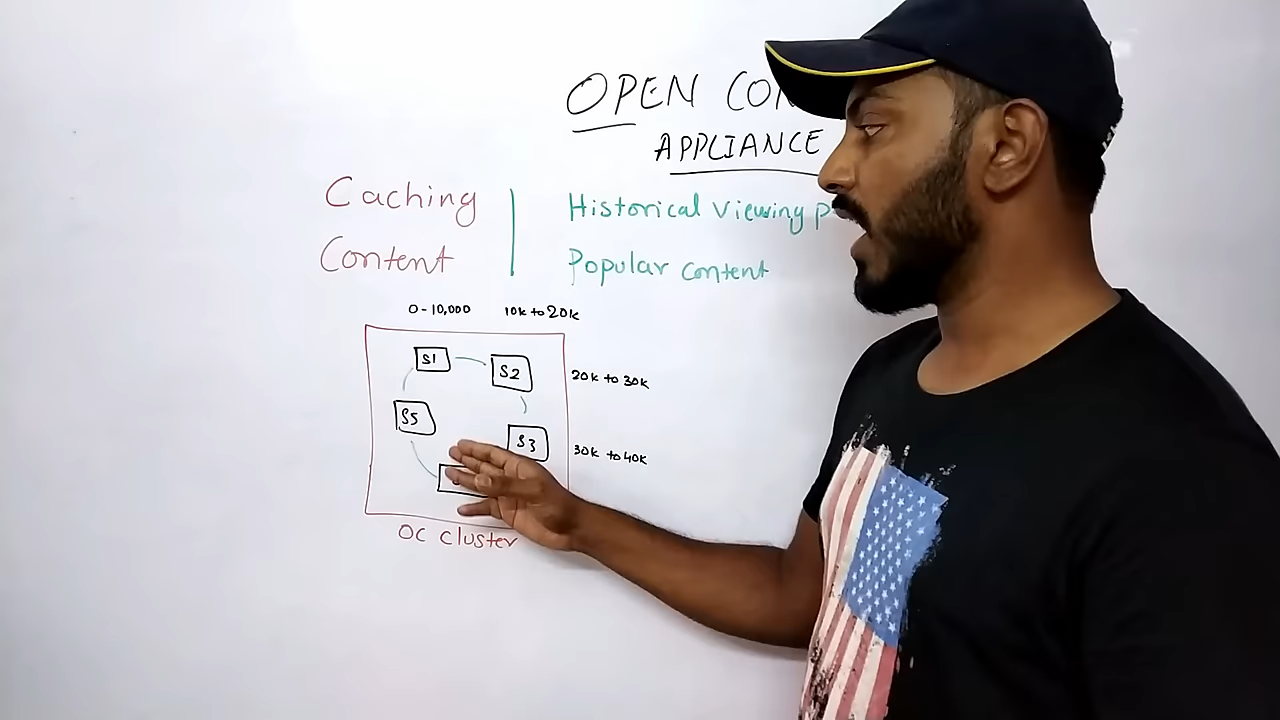 OPEN
APPLIANCE
Caching
Content
Historical Viewing
Popular content
0-10,000
10k to 20k
20k to 30k
30k to 40k
S1
S2
S5
S3
OC cluster